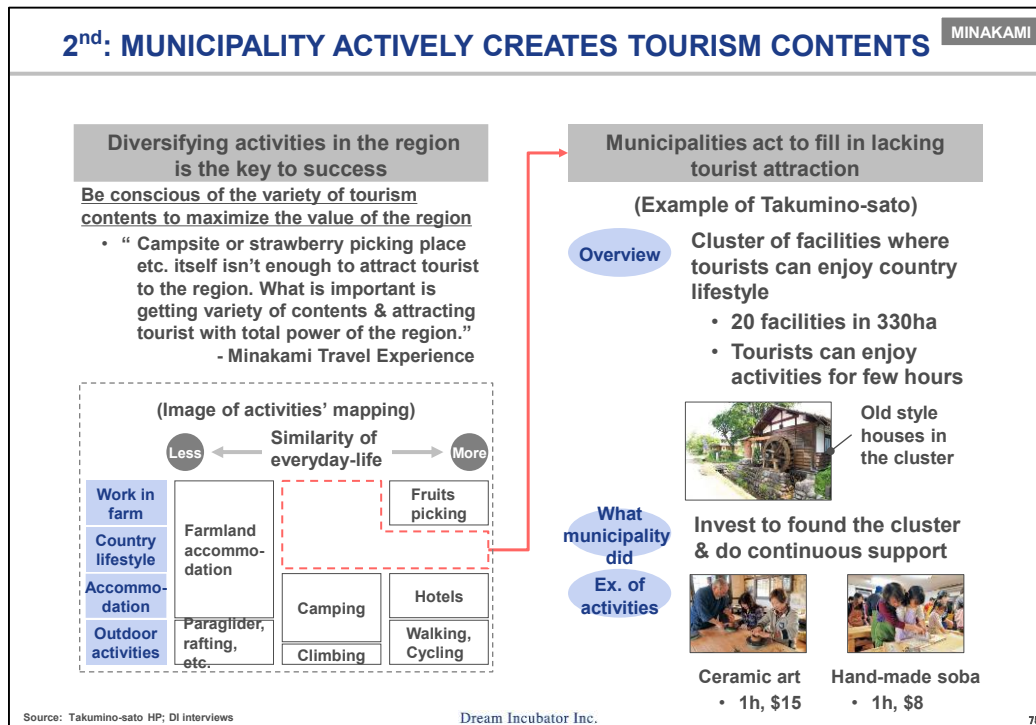 2nd: MUNICIPALITY ACTIVELY CREATES TOURISM CONTENTS
MINAKAMI
Diversifying activities in the region
is the key to success
Be conscious of the variety of tourism
contents to maximize the value of the region
• “ Campsite or strawberry picking place
etc. itself isn’t enough to attract tourist
to the region. What is important is
getting variety of contents & attracting
tourist with total power of the region.”
- Minakami Travel Experience
(Image of activities’ mapping)
Less
Similarity of
everyday-life
More
Work in
farm
Country
lifestyle
Accommo-
dation
Outdoor
activities
Farmland
accommo-
dation
Paraglider,
rafting,
etc.
Camping
Climbing
Fruits
picking
Hotels
Walking,
Cycling
Municipalities act to fill in lacking
tourist attraction
(Example of Takumino-sato)
Overview
Cluster of facilities where
tourists can enjoy country
lifestyle
• 20 facilities in 330ha
• Tourists can enjoy
activities for few hours
Old style
houses in
the cluster
What
municipality
did
Invest to found the cluster
& do continuous support
Ex. of
activities
Ceramic art
• 1h, $15
Hand-made soba
• 1h, $8
Source: Takumino-sato HP; DI interviews
Dream Incubator Inc.